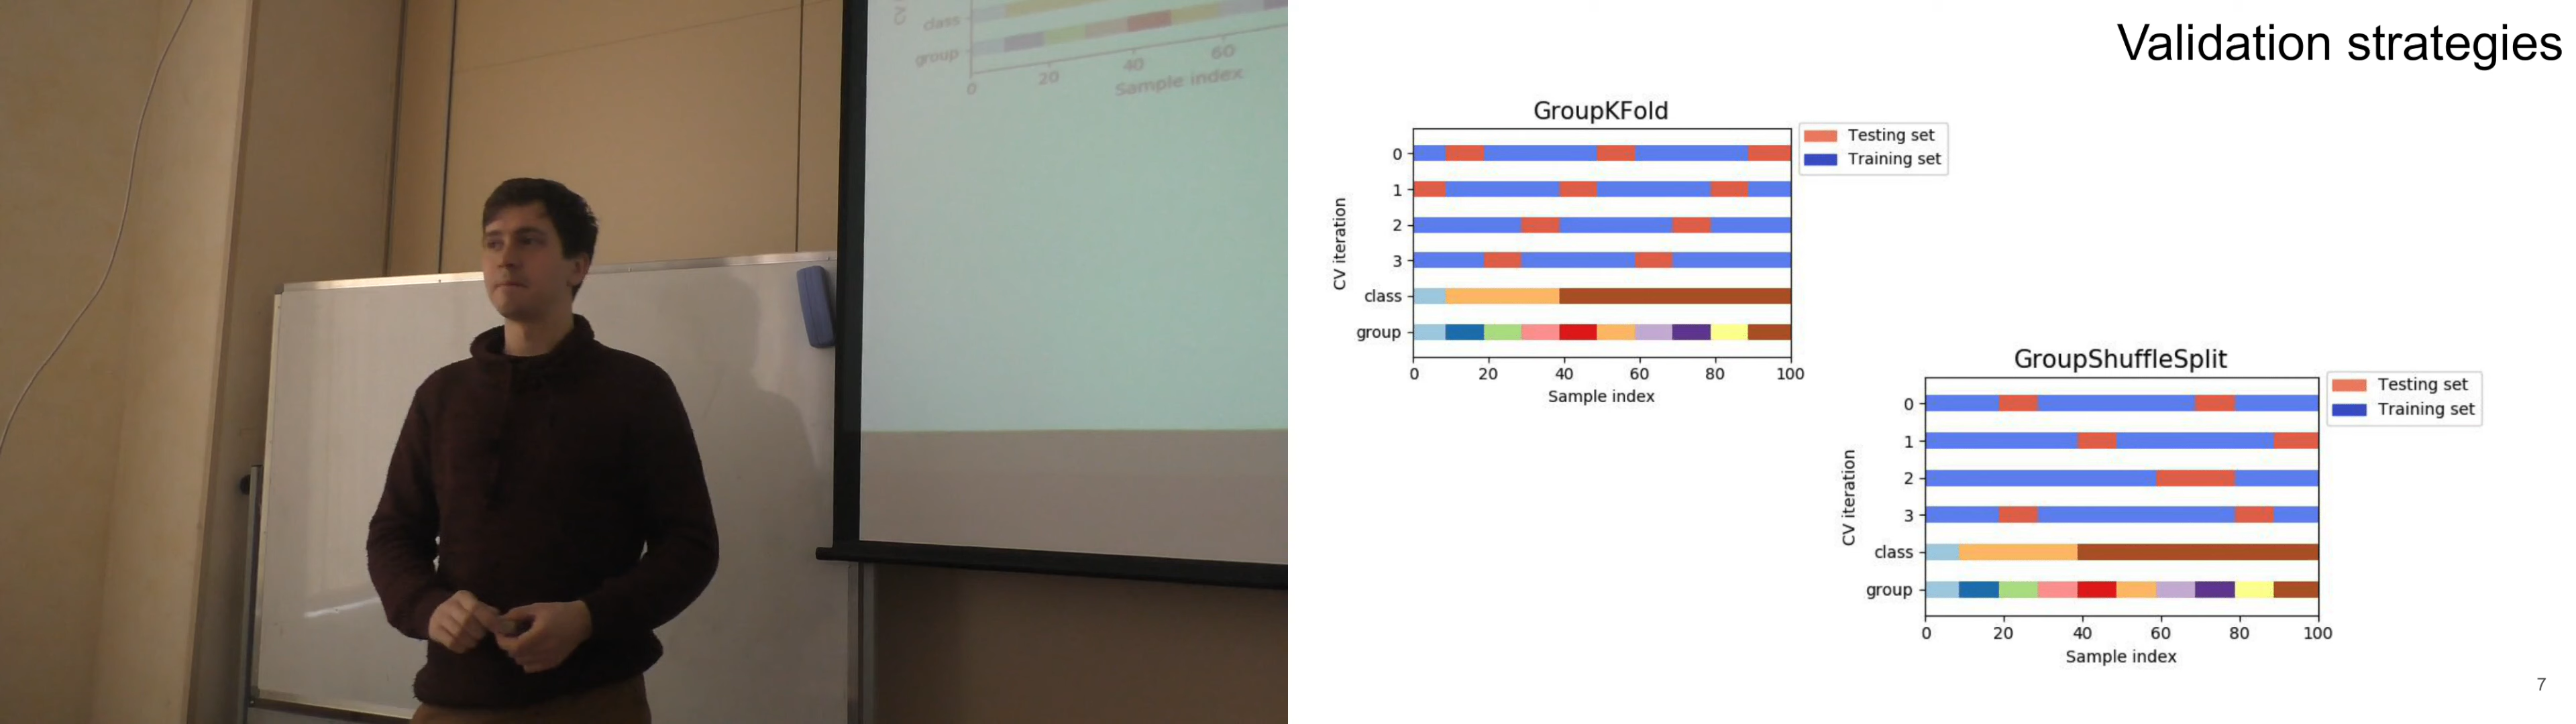 class
group
0
20
40
60
Sample index
Validation strategies
GroupKFold
Testing set
Training set
0
1
2
3
class
group
CV iteration
0 20 40 60 80 100
Sample index
GroupShuffleSplit
Testing set
Training set
0
1
2
3
class
group
CV iteration
0 20 40 60 80 100
Sample index
7